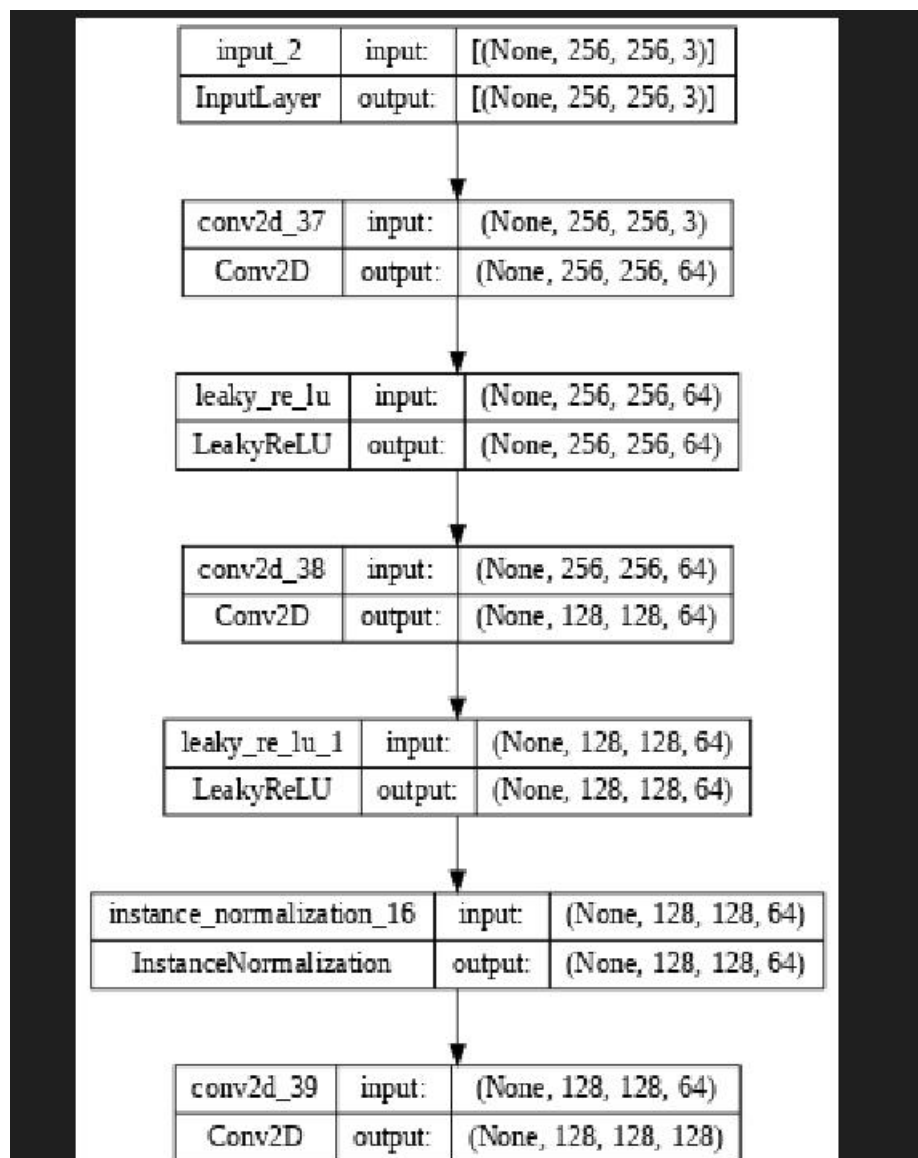 input_2 input: [(None, 256, 256, 3)]
InputLayer output: [(None, 256, 256, 3)]
conv2d_37 input: (None, 256, 256, 3)
Conv2D output: (None, 256, 256, 64)
leaky_re_lu input: (None, 256, 256, 64)
LeakyReLU output: (None, 256, 256, 64)
conv2d_38 input: (None, 256, 256, 64)
Conv2D output: (None, 128, 128, 64)
leaky_re_lu_1 input: (None, 128, 128, 64)
LeakyReLU output: (None, 128, 128, 64)
instance_normalization_16 input: (None, 128, 128, 64)
InstanceNormalization output: (None, 128, 128, 64)
conv2d_39 input: (None, 128, 128, 64)
Conv2D output: (None, 128, 128, 128)